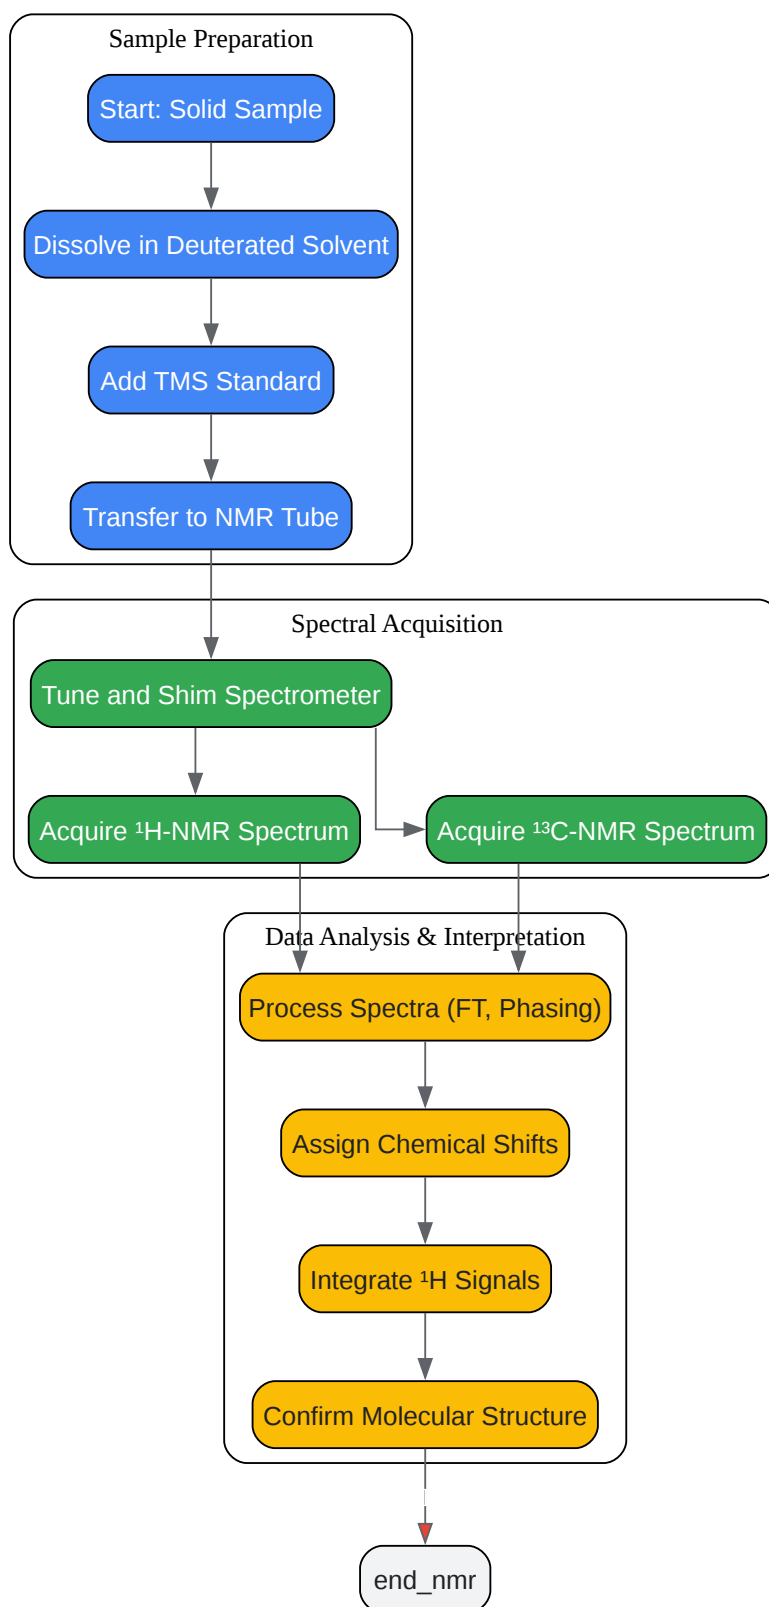 Sample Preparation
Start: Solid Sample
Dissolve in Deuterated Solvent
Add TMS Standard
Transfer to NMR Tube
Spectral Acquisition
Tune and Shim Spectrometer
Acquire ¹H-NMR Spectrum
Acquire ¹³C-NMR Spectrum
Data Analysis & Interpretation
Process Spectra (FT, Phasing)
Assign Chemical Shifts
Integrate ¹H Signals
Confirm Molecular Structure
end_nmr